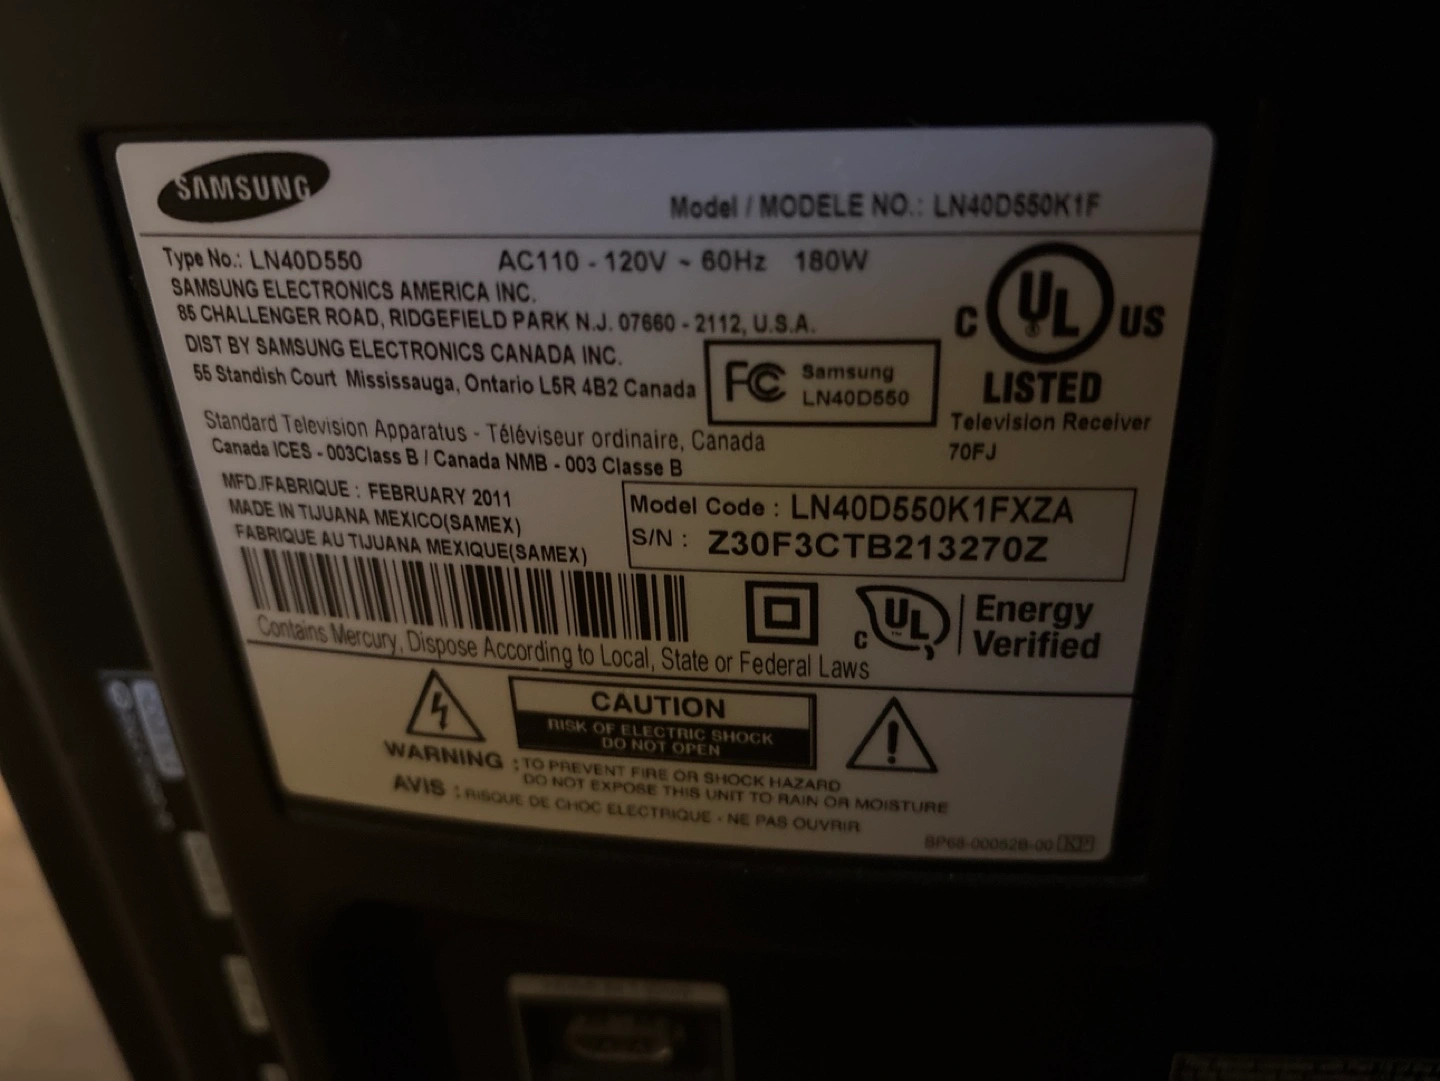 SAMSUNG
Model / MODELE NO.: LN40D550K1F
Type No.: LN40D550 AC110 - 120V ~ 60Hz 180W
SAMSUNG ELECTRONICS AMERICA INC.
85 CHALLENGER ROAD, RIDGEFIELD PARK N.J. 07660 - 2112, U.S.A.
DIST BY SAMSUNG ELECTRONICS CANADA INC.
55 Standish Court Mississauga, Ontario L5R 4B2 Canada
FC Samsung
LN40D550
C UL US
LISTED
Television Receiver
70FJ
Standard Television Apparatus - Téléviseur ordinaire, Canada
Canada ICES - 003Class B / Canada NMB - 003 Classe B
MFD./FABRIQUE : FEBRUARY 2011
MADE IN TIJUANA MEXICO(SAMEX)
FABRIQUE AU TIJUANA MEXIQUE(SAMEX)
Model Code : LN40D550K1FXZA
S/N : Z30F3CTB213270Z
C UL ™ Energy
Verified
Contains Mercury, Dispose According to Local, State or Federal Laws
CAUTION
RISK OF ELECTRIC SHOCK
DO NOT OPEN
WARNING : TO PREVENT FIRE OR SHOCK HAZARD
DO NOT EXPOSE THIS UNIT TO RAIN OR MOISTURE
AVIS : RISQUE DE CHOC ELECTRIQUE - NE PAS OUVRIR
BP68-00052B-00 KP